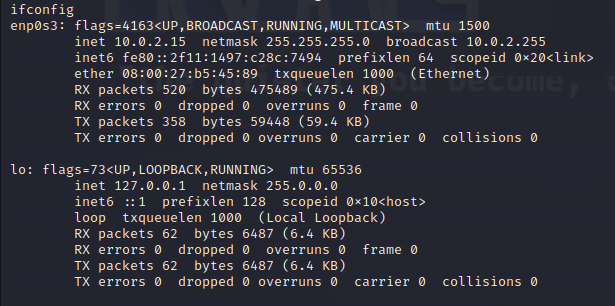 ifconfig
enp0s3: flags=4163<UP,BROADCAST,RUNNING,MULTICAST>  mtu 1500
inet 10.0.2.15  netmask 255.255.255.0  broadcast 10.0.2.255
inet6 fe80::2f11:1497:c28c:7494  prefixlen 64  scopeid 0×20<link>
ether 08:00:27:b5:45:89  txqueuelen 1000  (Ethernet)
RX packets 520  bytes 475489 (475.4 KB)
RX errors 0  dropped 0  overruns 0  frame 0
TX packets 358  bytes 59448 (59.4 KB)
TX errors 0  dropped 0 overruns 0  carrier 0  collisions 0
lo: flags=73<UP,LOOPBACK,RUNNING>  mtu 65536
inet 127.0.0.1  netmask 255.0.0.0
inet6 ::1  prefixlen 128  scopeid 0×10<host>
loop  txqueuelen 1000  (Local Loopback)
RX packets 62  bytes 6487 (6.4 KB)
RX errors 0  dropped 0  overruns 0  frame 0
TX packets 62  bytes 6487 (6.4 KB)
TX errors 0  dropped 0 overruns 0  carrier 0  collisions 0